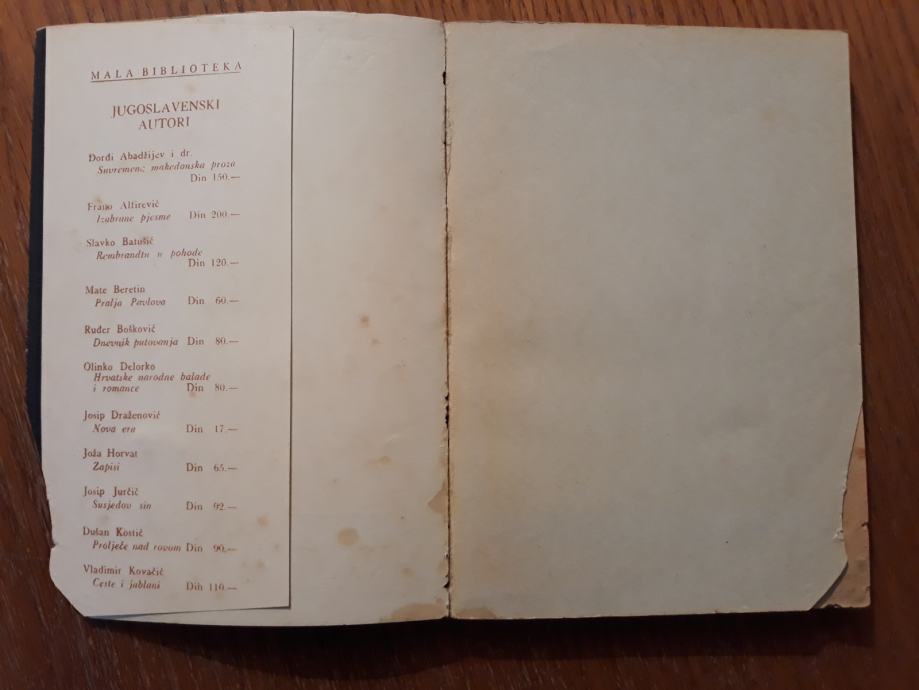 MALA BIBLIOTEKA
JUGOSLAVENSKI
AUTORI
Đorđi Abadžijev i dr.
Suvremena makedonska proza
Din 150.—
Frano Alfirević
Izabrane pjesme Din 200.—
Slavko Batušić
Rembrandtu u pohode
Din 120.—
Mate Beretin
Pralja Pavlova Din 60.—
Ruđer Bošković
Dnevnik putovanja Din 80.—
Olinko Delorko
Hrvatske narodne balade
i romance Din 80.—
Josip Draženović
Nova era Din 17.—
Joža Horvat
Zapisi Din 65.—
Josip Jurčič
Susjedov sin Din 92.—
Dušan Kostić
Proljeće nad rovom Din 90.—
Vladimir Kovačić
Ceste i jablani Din 110.—